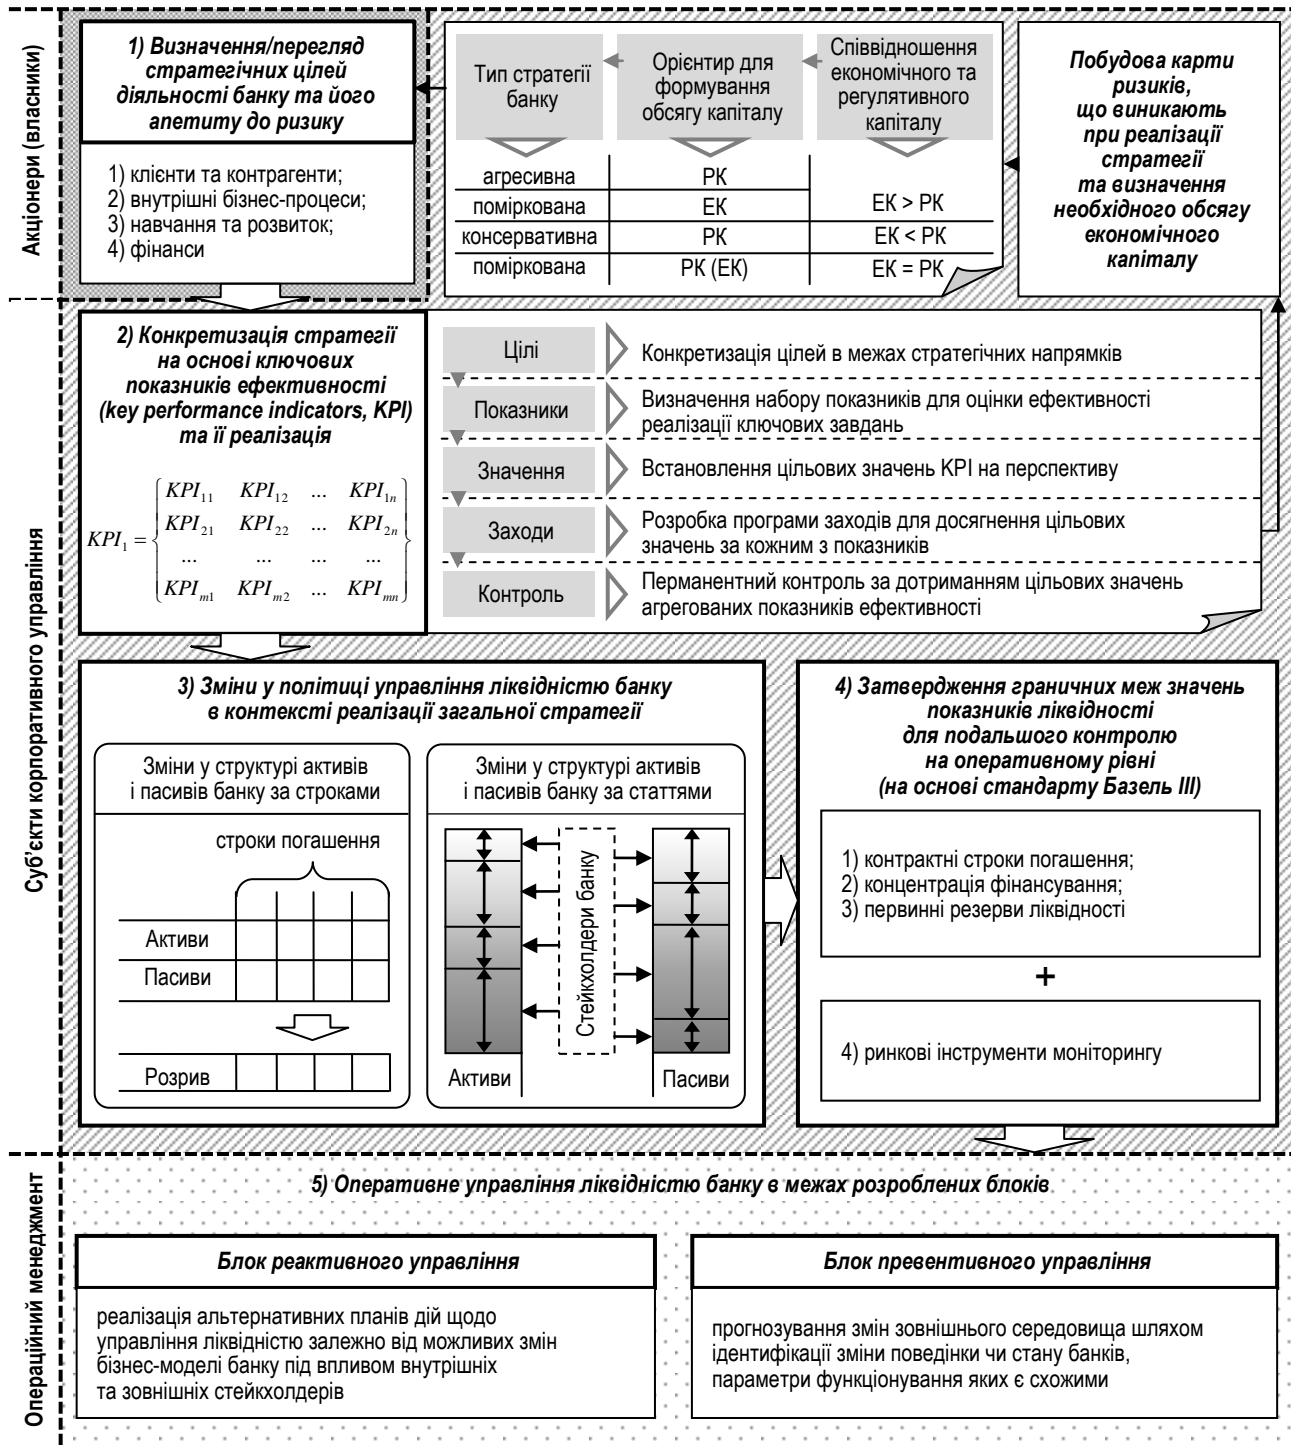 Акціонери (власники)
1) Визначення/перегляд
стратегічних цілей
діяльності банку та його
апетиту до ризику
1) клієнти та контрагенти;
2) внутрішні бізнес-процеси;
3) навчання та розвиток;
4) фінанси
Тип стратегії
банку
Орієнтир для
формування
обсягу капіталу
Співвідношення
економічного та
регулятивного
капіталу
агресивна РК
поміркована ЕК ЕК > РК
консервативна РК ЕК < РК
поміркована РК (ЕК) ЕК = РК
Побудова карти
ризиків,
що виникають
при реалізації
стратегії
та визначення
необхідного обсягу
економічного
капіталу
Суб’єкти корпоративного управління
2) Конкретизація стратегії
на основі ключових
показників ефективності
(key performance indicators, KPI)
та її реалізація
KPI11 KPI12 ... KPI1n
KPI1 = KPI21 KPI22 ... KPI2n
... ... ... ...
KPIm1 KPIm2 ... KPImn
Цілі
Конкретизація цілей в межах стратегічних напрямків
Показники
Визначення набору показників для оцінки ефективності
реалізації ключових завдань
Значення
Встановлення цільових значень KPI на перспективу
Заходи
Розробка програми заходів для досягнення цільових
значень за кожним з показників
Контроль
Перманентний контроль за дотриманням цільових значень
агрегованих показників ефективності
3) Зміни у політиці управління ліквідністю банку
в контексті реалізації загальної стратегії
Зміни у структурі активів
і пасивів банку за строками
строки погашення
Активи
Пасиви
Розрив
Зміни у структурі активів
і пасивів банку за статтями
Стейкхолдери банку
Активи
Пасиви
4) Затвердження граничних меж значень
показників ліквідності
для подальшого контролю
на оперативному рівні
(на основі стандарту Базель III)
1) контрактні строки погашення;
2) концентрація фінансування;
3) первинні резерви ліквідності
+
4) ринкові інструменти моніторингу
Операційний менеджмент
5) Оперативне управління ліквідністю банку в межах розроблених блоків
Блок реактивного управління
реалізація альтернативних планів дій щодо
управління ліквідністю залежно від можливих змін
бізнес-моделі банку під впливом внутрішніх
та зовнішніх стейкхолдерів
Блок превентивного управління
прогнозування змін зовнішнього середовища шляхом
ідентифікації зміни поведінки чи стану банків,
параметри функціонування яких є схожими